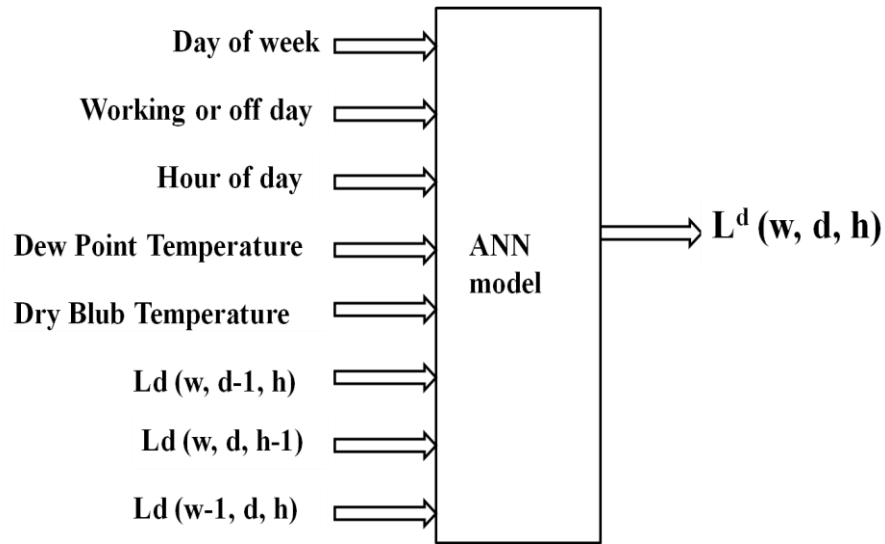 Day of week
Working or off day
Hour of day
Dew Point Temperature
Dry Blub Temperature
Ld (w, d-1, h)
Ld (w, d, h-1)
Ld (w-1, d, h)
ANN
model
L^d (w, d, h)